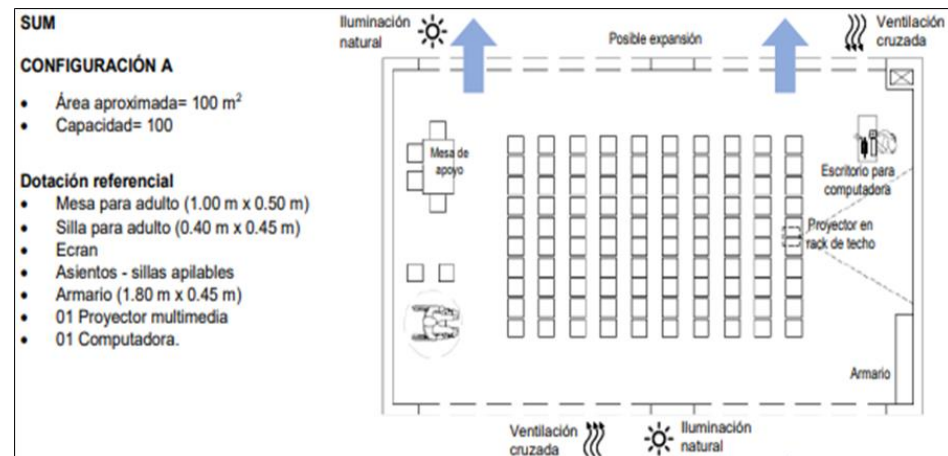 SUM
CONFIGURACIÓN A
• Área aproximada= 100 m²
• Capacidad= 100
Dotación referencial
• Mesa para adulto (1.00 m x 0.50 m)
• Silla para adulto (0.40 m x 0.45 m)
• Ecran
• Asientos - sillas apilables
• Armario (1.80 m x 0.45 m)
• 01 Proyector multimedia
• 01 Computadora.
Iluminación
natural
Posible expansión
Ventilación
cruzada
Mesa de
apoyo
Escritorio para
computadora
Proyector en
rack de techo
Armario
Ventilación
cruzada
Iluminación
natural